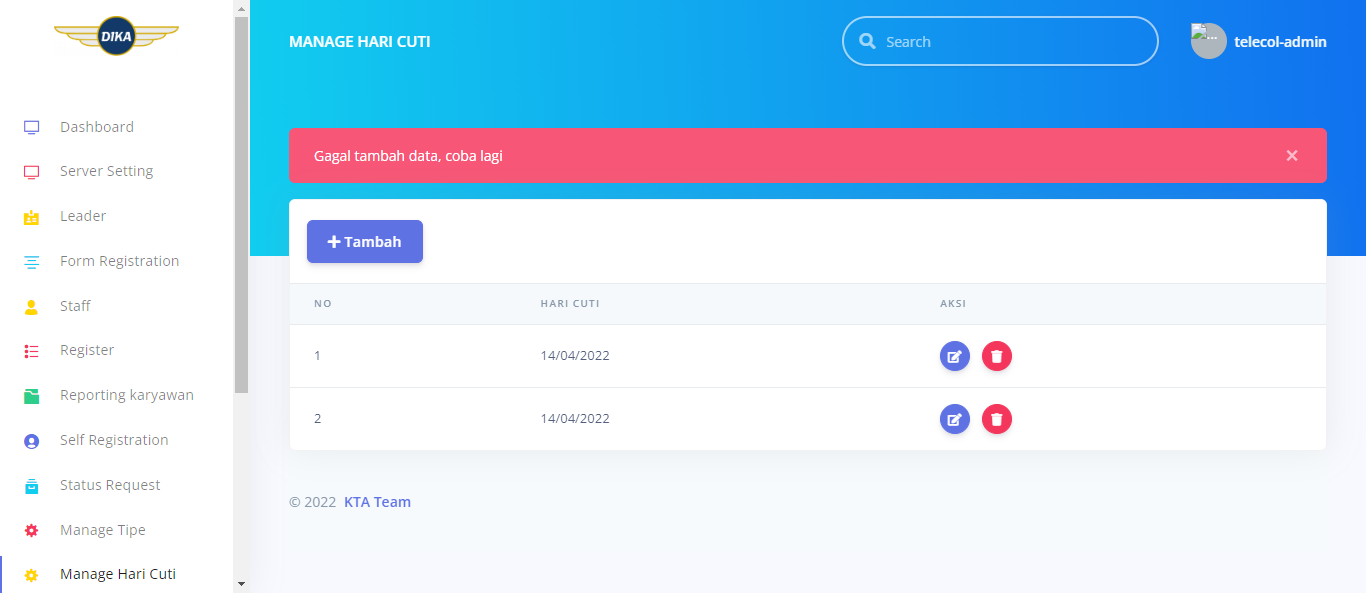 DIKA
Dashboard
Server Setting
Leader
Form Registration
Staff
Register
Reporting karyawan
Self Registration
Status Request
Manage Tipe
Manage Hari Cuti
MANAGE HARI CUTI
Search
... telecol-admin
Gagal tambah data, coba lagi ×
Tambah
NO HARI CUTI AKSI
1 14/04/2022
2 14/04/2022
© 2022 KTA Team